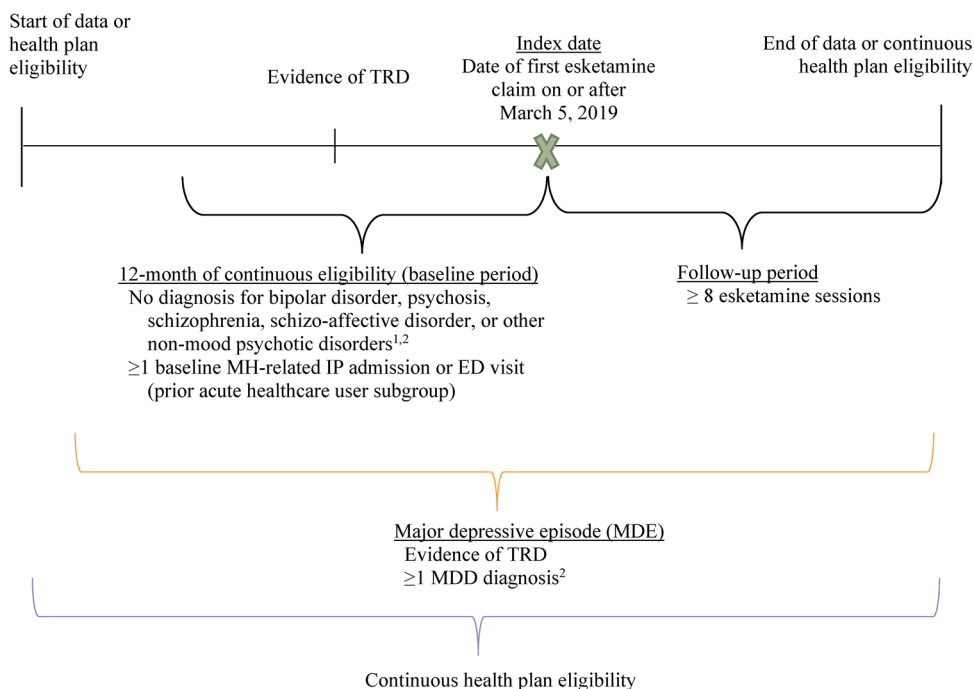 Start of data or
health plan
eligibility
Evidence of TRD
Index date
Date of first esketamine
claim on or after
March 5, 2019
End of data or continuous
health plan eligibility
12-month of continuous eligibility (baseline period)
No diagnosis for bipolar disorder, psychosis,
schizophrenia, schizo-affective disorder, or other
non-mood psychotic disorders1,2
≥1 baseline MH-related IP admission or ED visit
(prior acute healthcare user subgroup)
Follow-up period
≥ 8 esketamine sessions
Major depressive episode (MDE)
Evidence of TRD
≥1 MDD diagnosis2
Continuous health plan eligibility